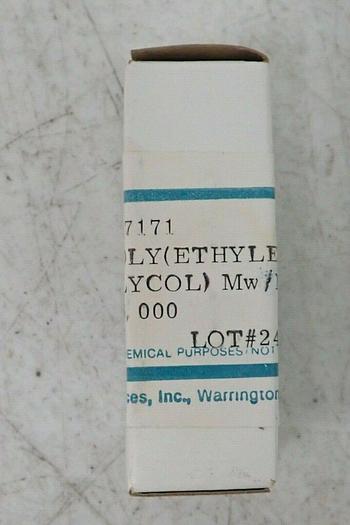 7171
OLY(ETHYLE
LYCOL) Mw/
000
LOT#24
EMICAL PURPOSES NOT
ces, Inc., Warrington